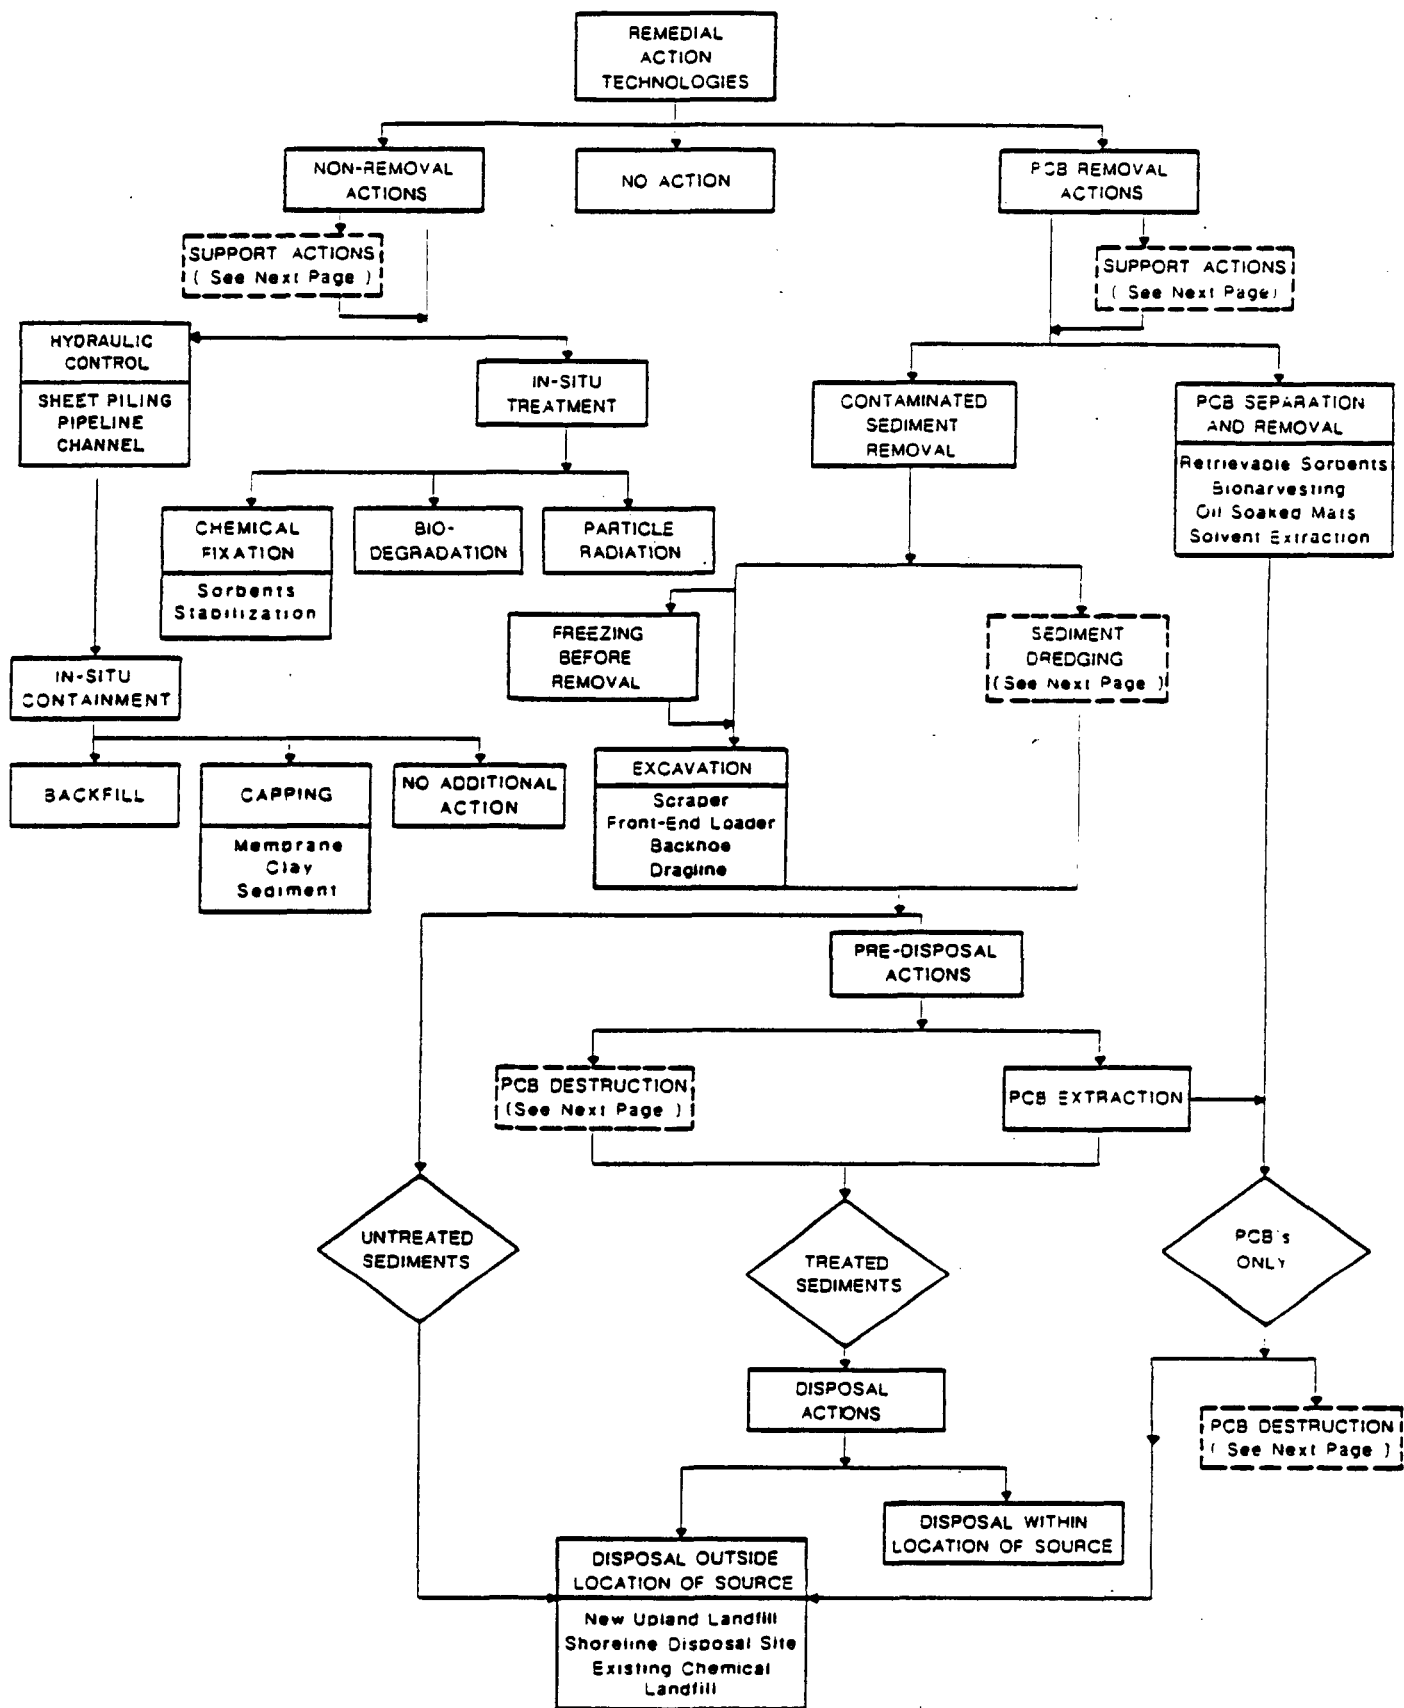 REMEDIAL
ACTION
TECHNOLOGIES
NON-REMOVAL
ACTIONS
NO ACTION
PCB REMOVAL
ACTIONS
SUPPORT ACTIONS
( See Next Page )
SUPPORT ACTIONS
( See Next Page)
HYDRAULIC
CONTROL
SHEET PILING
PIPELINE
CHANNEL
IN-SITU
TREATMENT
CONTAMINATED
SEDIMENT
REMOVAL
PCB SEPARATION
AND REMOVAL
Retrievable Sorbents
Bioharvesting
Oil Soaked Mats
Solvent Extraction
CHEMICAL
FIXATION
Sorbents
Stabilization
BIO-
DEGRADATION
PARTICLE
RADIATION
FREEZING
BEFORE
REMOVAL
SEDIMENT
DREDGING
(See Next Page )
IN-SITU
CONTAINMENT
BACKFILL
CAPPING
Membrane
Clay
Sediment
NO ADDITIONAL
ACTION
EXCAVATION
Scraper
Front-End Loader
Backhoe
Dragline
PRE-DISPOSAL
ACTIONS
PCB DESTRUCTION
(See Next Page )
PCB EXTRACTION
UNTREATED
SEDIMENTS
TREATED
SEDIMENTS
PCB's
ONLY
DISPOSAL
ACTIONS
PCB DESTRUCTION
( See Next Page )
DISPOSAL WITHIN
LOCATION OF SOURCE
DISPOSAL OUTSIDE
LOCATION OF SOURCE
New Upland Landfill
Shoreline Disposal Site
Existing Chemical
Landfill